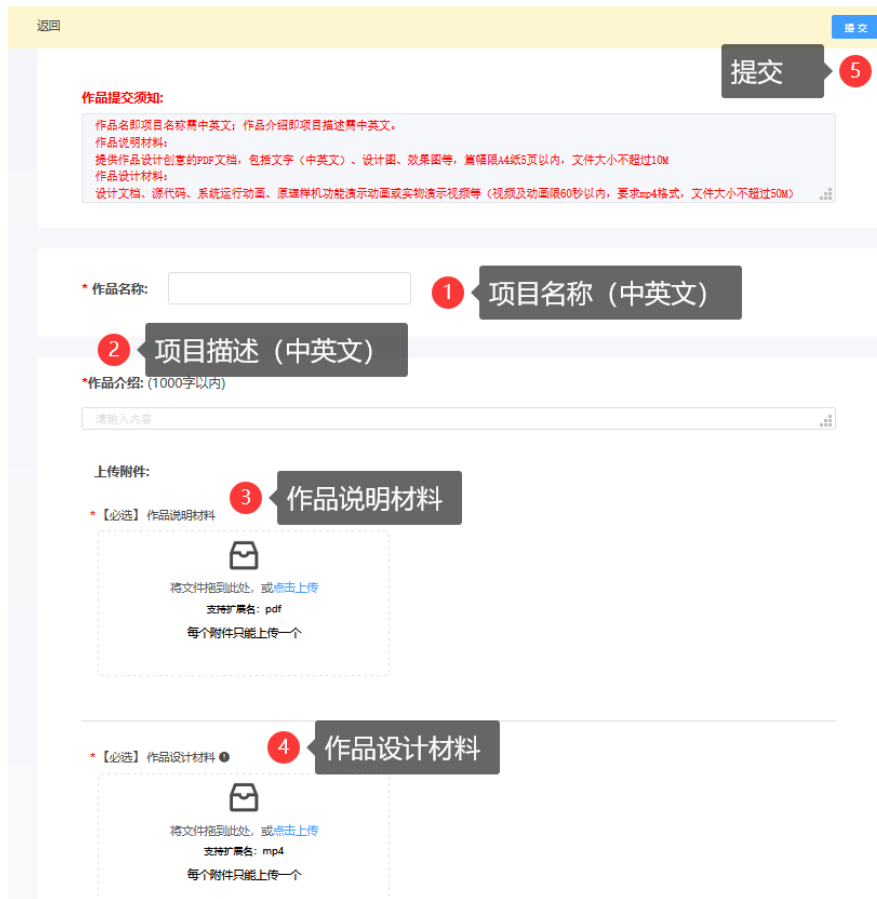 返回
提交
提交 5
作品提交须知:
作品名即项目名称需中英文; 作品介绍即项目描述需中英文。
作品说明材料:
提供作品设计创意的PDF文档, 包括文字（中英文）、设计图、效果图等, 篇幅限A4纸5页以内, 文件大小不超过10M
作品设计材料:
设计文档、源代码、系统运行动画、原理样机功能演示动画或实物演示视频等（视频及动画限60秒以内, 要求mp4格式, 文件大小不超过50M）
* 作品名称:
1 项目名称（中英文）
2 项目描述（中英文）
*作品介绍: (1000字以内)
请输入内容
上传附件:
3 作品说明材料
*【必选】作品说明材料
将文件拖到此处, 或点击上传
支持扩展名: pdf
每个附件只能上传一个
4 作品设计材料
*【必选】作品设计材料
将文件拖到此处, 或点击上传
支持扩展名: mp4
每个附件只能上传一个